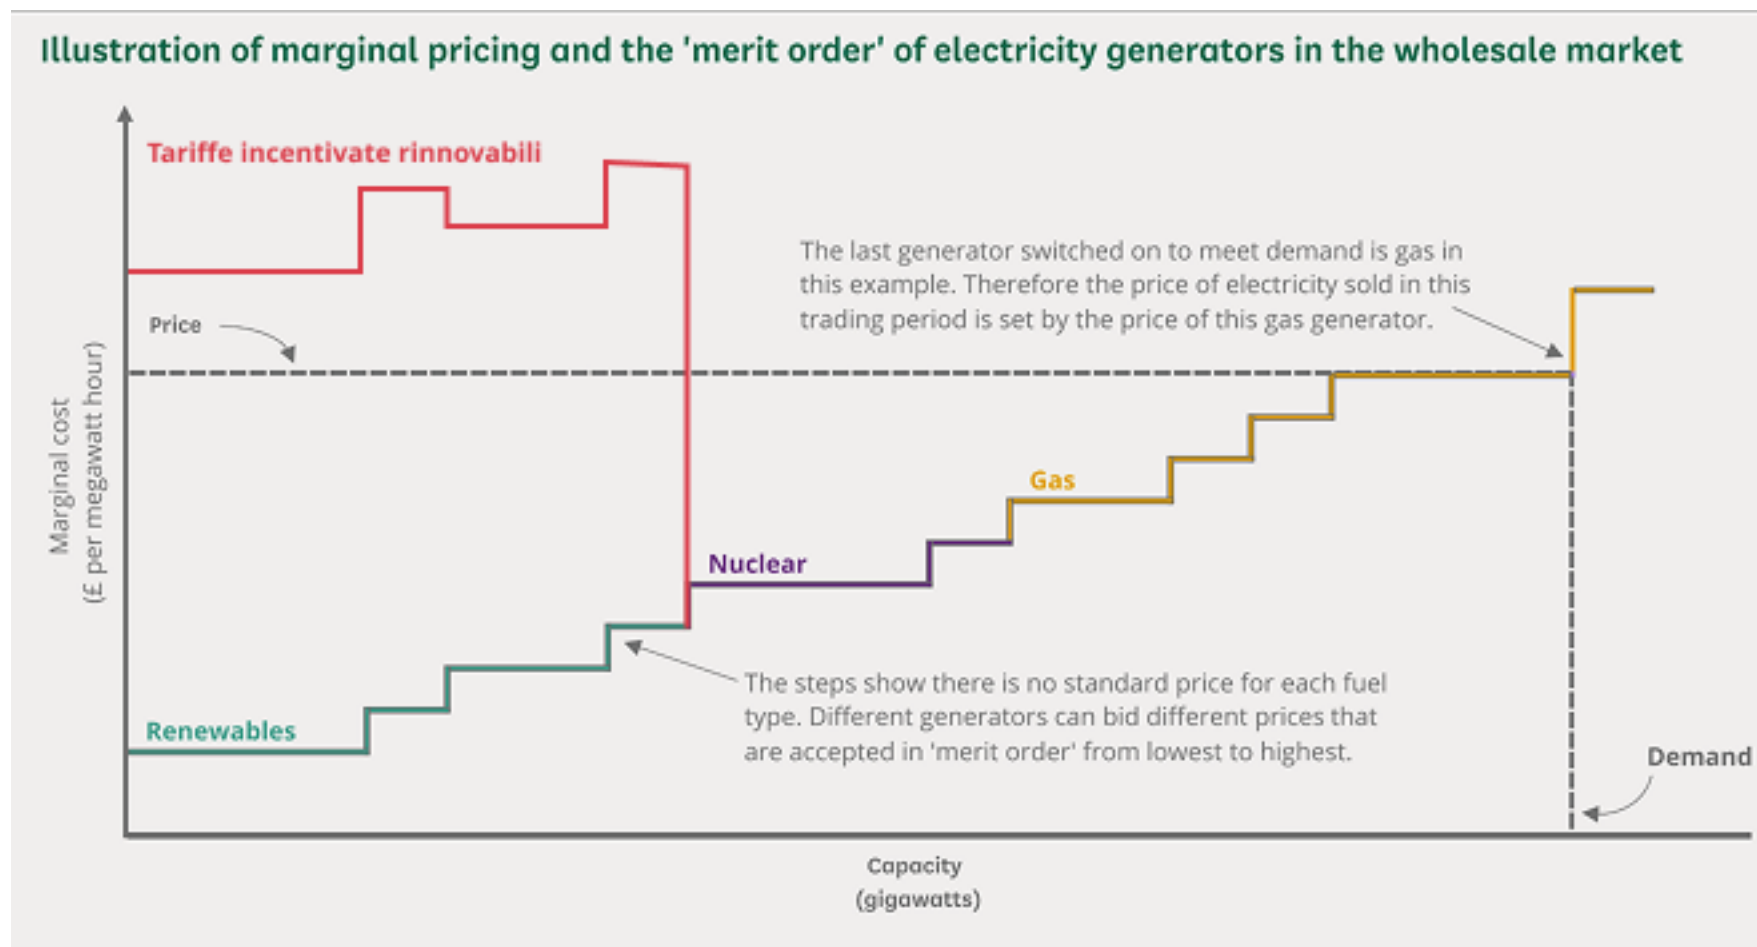 Illustration of marginal pricing and the 'merit order' of electricity generators in the wholesale market
Tariffe incentivate rinnovabili
The last generator switched on to meet demand is gas in
this example. Therefore the price of electricity sold in this
trading period is set by the price of this gas generator.
Price
Marginal cost
(£ per megawatt hour)
Gas
Nuclear
The steps show there is no standard price for each fuel
type. Different generators can bid different prices that
are accepted in 'merit order' from lowest to highest.
Renewables
Demand
Capacity
(gigawatts)